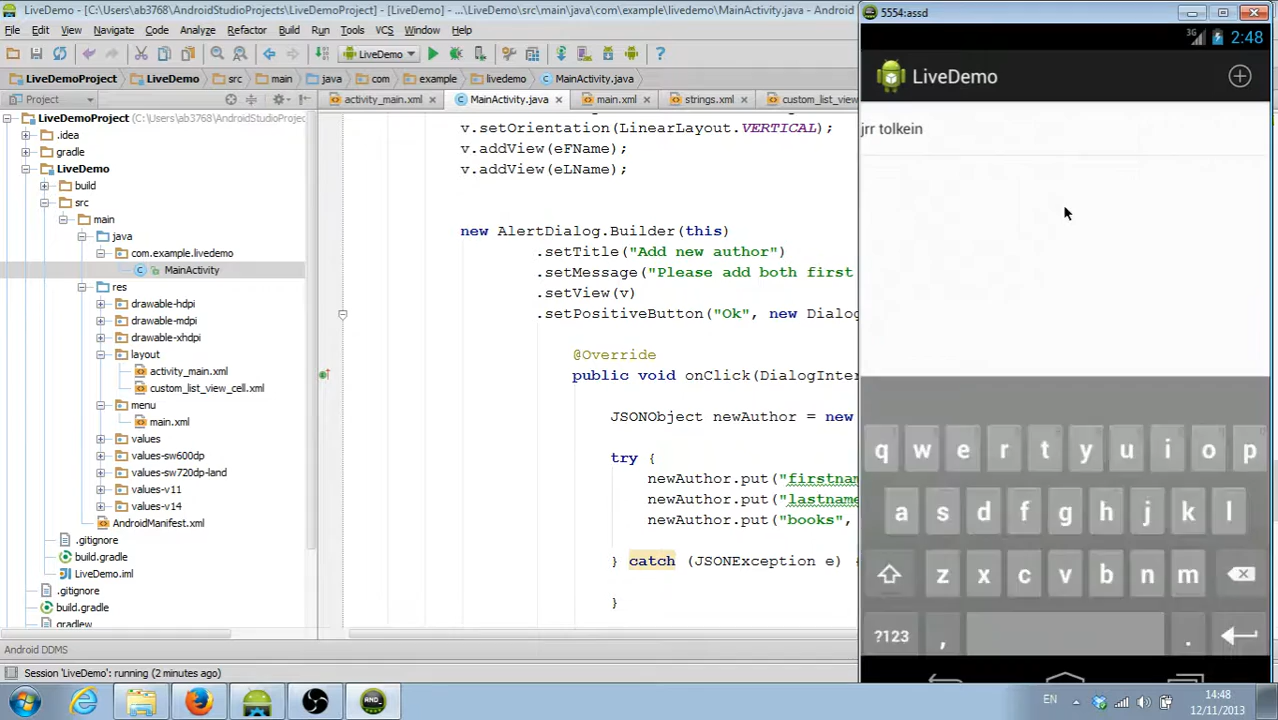 LiveDemoProject - [C:\Users\ab3768\AndroidStudioProjects\LiveDemoProject] - [LiveDemo] - ...\LiveDemo\src\main\java\com\example\livedemo\MainActivity.java
File Edit View Navigate Code Analyze Refactor Build Run Tools VCS Window Help
LiveDemo
LiveDemoProject LiveDemo src main java com example livedemo MainActivity.java
Project
activity_main.xml MainActivity.java main.xml strings.xml custom_list_view
LiveDemoProject (C:\Users\ab3768\AndroidStudioProjec
.idea
gradle
LiveDemo
build
src
main
java
com.example.livedemo
MainActivity
res
drawable-hdpi
drawable-mdpi
drawable-xhdpi
layout
activity_main.xml
custom_list_view_cell.xml
menu
main.xml
values
values-sw600dp
values-sw720dp-land
values-v11
values-v14
AndroidManifest.xml
.gitignore
build.gradle
LiveDemo.iml
.gitignore
build.gradle
gradlew
v.setOrientation(LinearLayout.VERTICAL);
v.addView(eFName);
v.addView(eLName);
new AlertDialog.Builder(this)
.setTitle("Add new author")
.setMessage("Please add both first
.setView(v)
.setPositiveButton("Ok", new Dialo
@Override
public void onClick(DialogInter
JSONObject newAuthor = new
try {
newAuthor.put("firstnam
newAuthor.put("lastname
newAuthor.put("books",
} catch (JSONException e) {
}
Android DDMS
Session 'LiveDemo': running (2 minutes ago)
5554:assd
3G 2:48
LiveDemo
jrr tolkein
q w e r t y u i o p
a s d f g h j k l
z x c v b n m
?123 , .
EN
14:48
12/11/2013